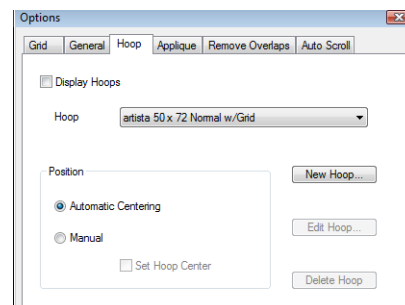 Options
Grid General Hoop Applique Remove Overlaps Auto Scroll
Display Hoops
Hoop artista 50 x 72 Normal w/Grid
Position
New Hoop...
Automatic Centering
Edit Hoop...
Manual
Set Hoop Center
Delete Hoop